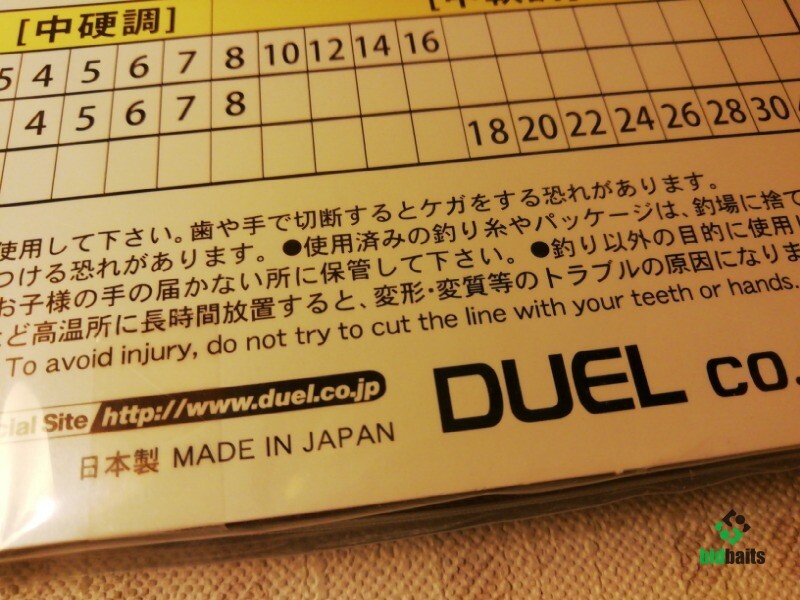 [中硬調]
5 4 5 6 7 8 10 12 14 16
4 5 6 7 8
18 20 22 24 26 28 30
使用して下さい。歯や手で切断するとケガをする恐れがあります。
つける恐れがあります。●使用済みの釣り糸やパッケージは、釣場に捨て
お子様の手の届かない所に保管して下さい。●釣り以外の目的に使用し
ど高温所に長時間放置すると、変形・変質等のトラブルの原因になりま
To avoid injury, do not try to cut the line with your teeth or hands.
cial Site http://www.duel.co.jp
DUEL CO.
日本製 MADE IN JAPAN
bidbaits